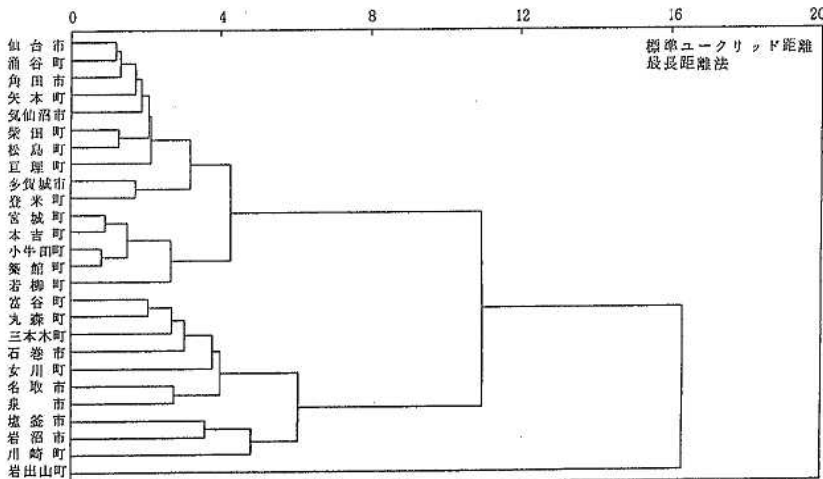 0 4 8 12 16 20
標準ユークリッド距離
最長距離法
仙台市
涌谷町
角田市
矢本町
気仙沼市
柴田町
松島町
亘理町
多賀城市
登米町
宮城町
本吉町
小牛田町
築館町
若柳町
富谷町
丸森町
三本木町
石巻市
女川町
名取市
泉市
塩釜市
岩沼市
川崎町
岩出山町